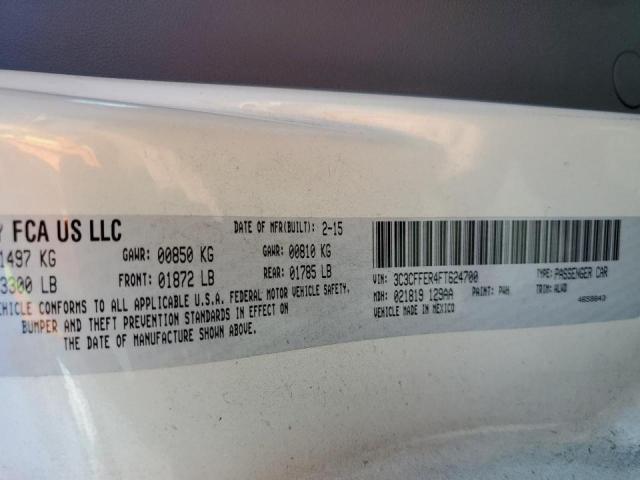 FCA US LLC
DATE OF MFR(BUILT): 2-15
1497 KG GAWR: 00850 KG GAWR: 00810 KG
3300 LB FRONT: 01872 LB REAR: 01785 LB
VEHICLE CONFORMS TO ALL APPLICABLE U.S.A. FEDERAL MOTOR VEHICLE SAFETY,
BUMPER AND THEFT PREVENTION STANDARDS IN EFFECT ON
THE DATE OF MANUFACTURE SHOWN ABOVE.
VIN: 3C3CFFER4FT624700 TYPE: PASSENGER CAR
MDH: 021819 129AA PAINT: PWH TRIM: ALWD
VEHICLE MADE IN MEXICO